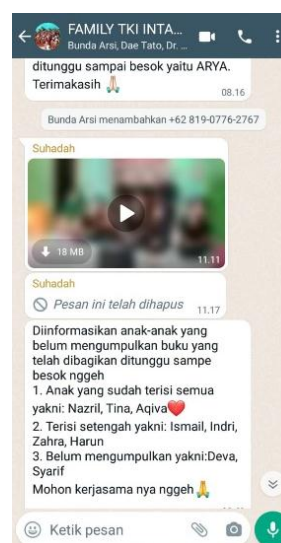 FAMILY TKI INTA...
Bunda Arsi, Dae Tato, Dr. ...
ditunggu sampai besok yaitu ARYA.
Terimakasih 🙏
08.16
Bunda Arsi menambahkan +62 819-0776-2767
Suhadah
18 MB
11.11
Suhadah
Pesan ini telah dihapus
11.17
Diinformasikan anak-anak yang
belum mengumpulkan buku yang
telah dibagikan ditunggu sampe
besok nggeh
1. Anak yang sudah terisi semua
yakni: Nazril, Tina, Aqiva❤️
2. Terisi setengah yakni: Ismail, Indri,
Zahra, Harun
3. Belum mengumpulkan yakni:Deva,
Syarif
Mohon kerjasama nya nggeh 🙏
Ketik pesan